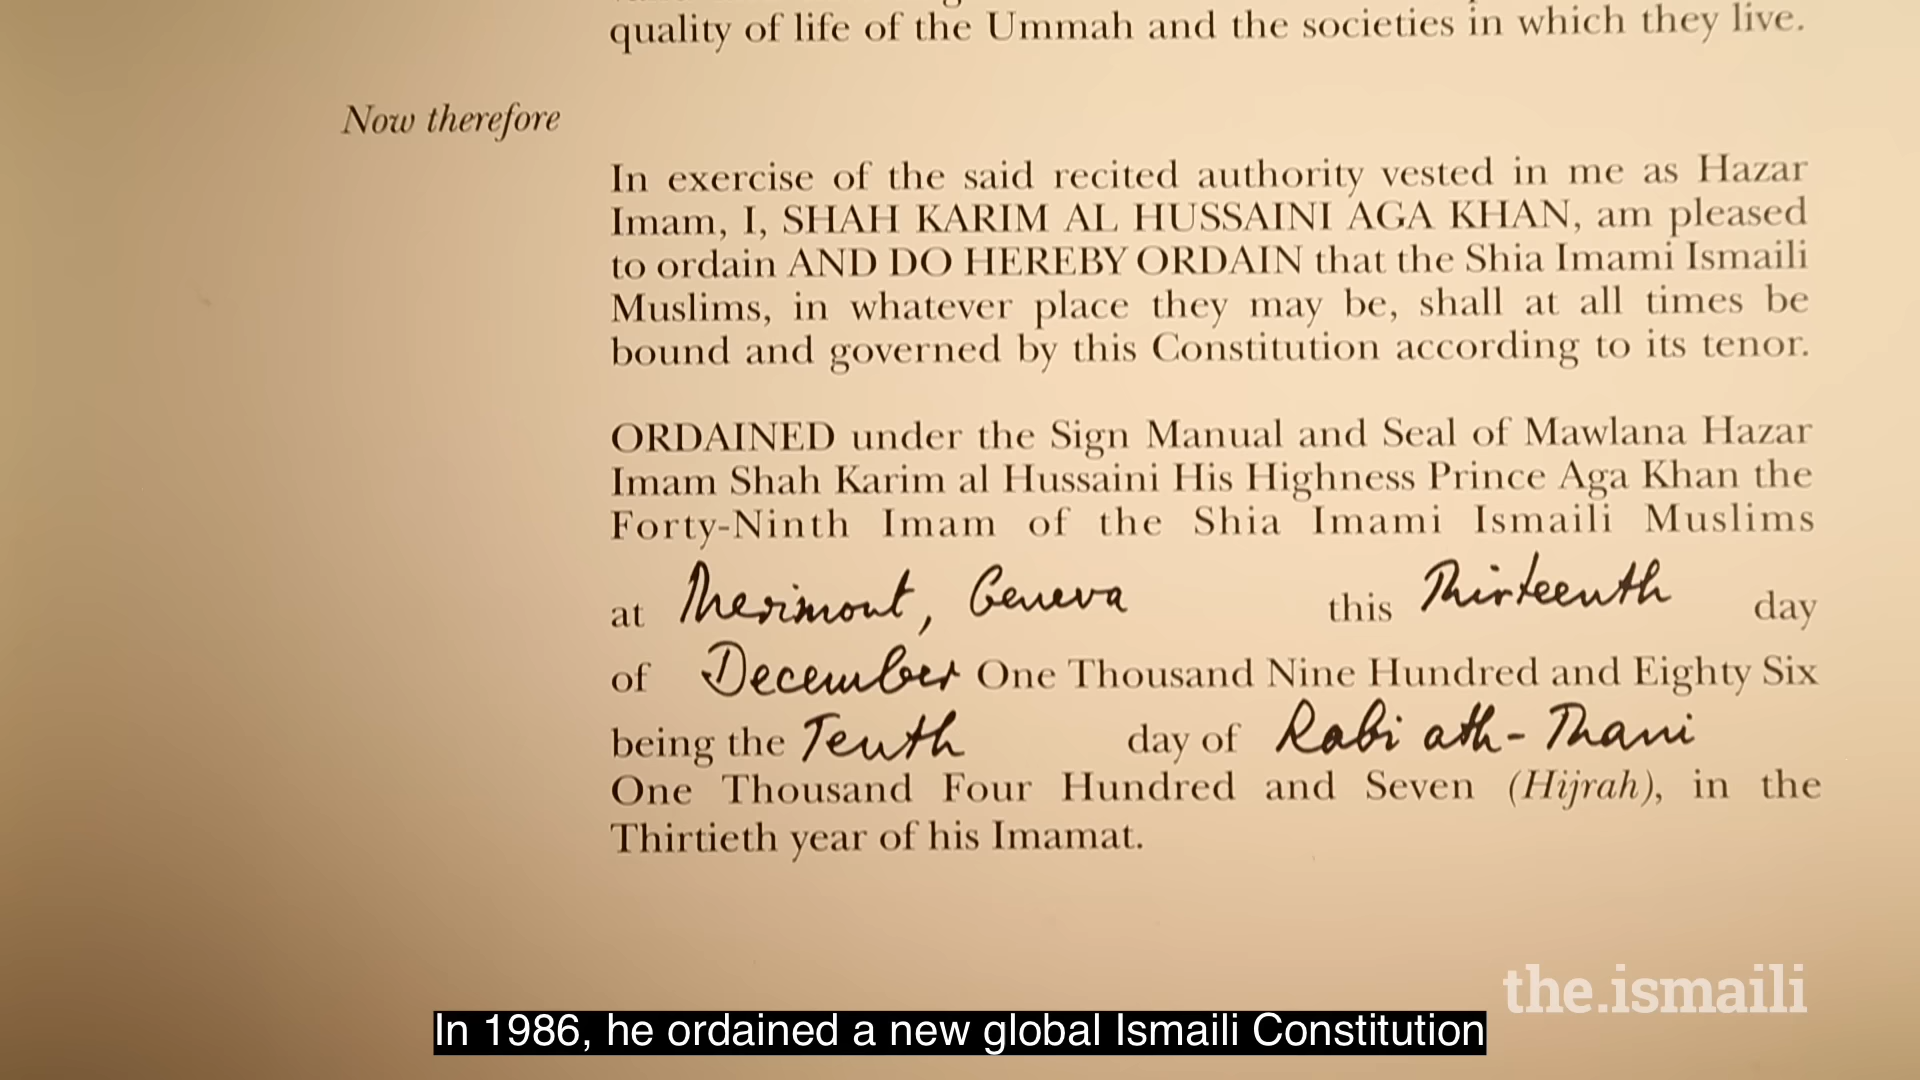 quality of life of the Ummah and the societies in which they live.
Now therefore
In exercise of the said recited authority vested in me as Hazar
Imam, I, SHAH KARIM AL HUSSAINI AGA KHAN, am pleased
to ordain AND DO HEREBY ORDAIN that the Shia Imami Ismaili
Muslims, in whatever place they may be, shall at all times be
bound and governed by this Constitution according to its tenor.
ORDAINED under the Sign Manual and Seal of Mawlana Hazar
Imam Shah Karim al Hussaini His Highness Prince Aga Khan the
Forty-Ninth Imam of the Shia Imami Ismaili Muslims
at Merimont, Geneva this Thirteenth day
of December One Thousand Nine Hundred and Eighty Six
being the Tenth day of Rabi ath-Thani
One Thousand Four Hundred and Seven (Hijrah), in the
Thirtieth year of his Imamat.
the.ismaili
In 1986, he ordained a new global Ismaili Constitution